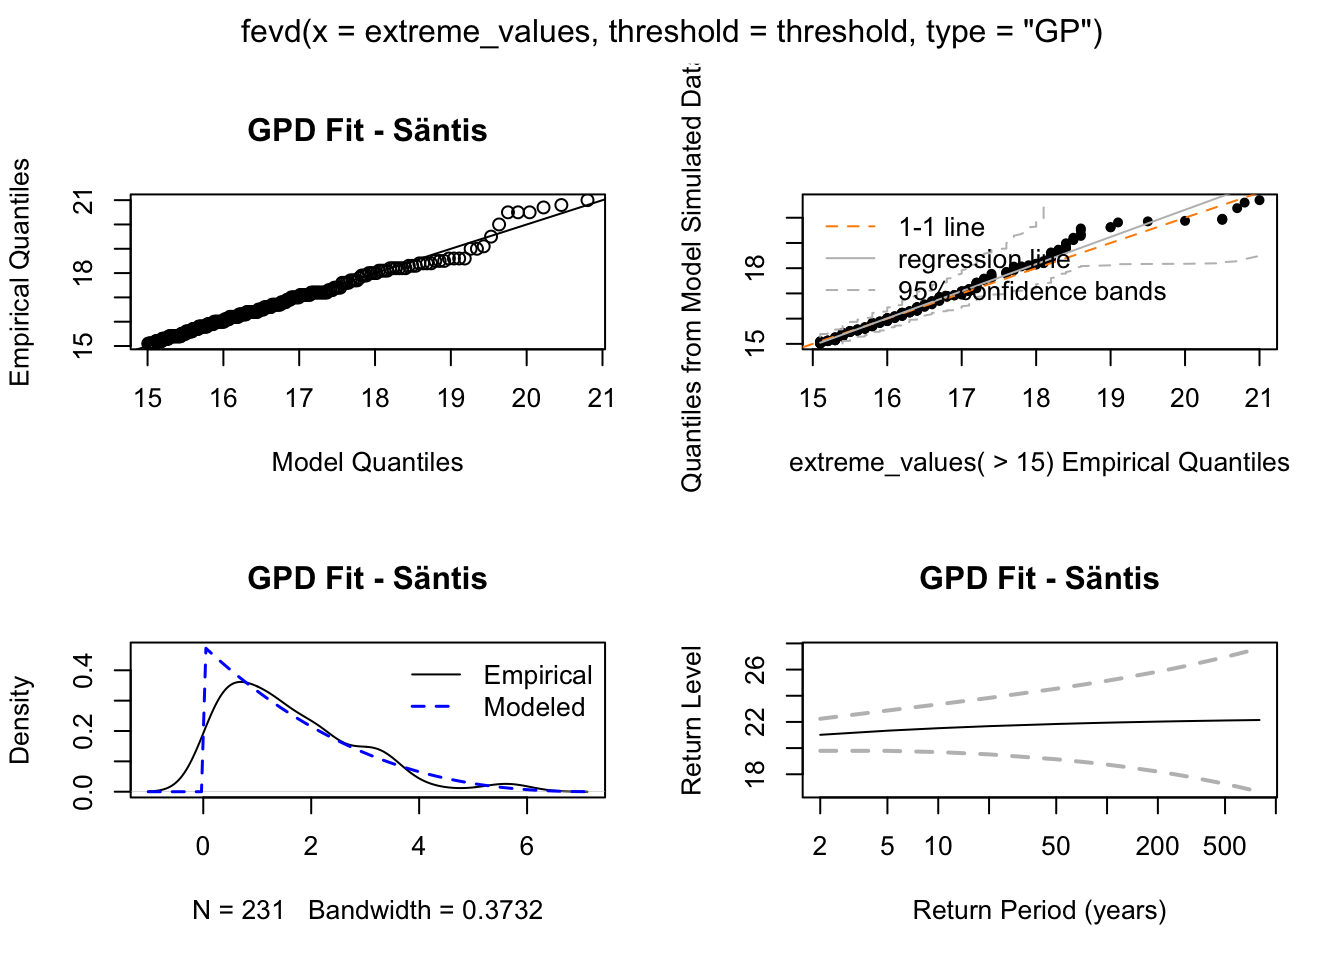 fevd(x = extreme_values, threshold = threshold, type = "GP")
GPD Fit - Säntis
Empirical Quantiles
21
18
15
15 16 17 18 19 20 21
Model Quantiles
Quantiles from Model Simulated Dat
18
15
1-1 line
regression line
95% confidence bands
15 16 17 18 19 20 21
extreme_values( > 15) Empirical Quantiles
GPD Fit - Säntis
Density
0.4
0.2
0.0
Empirical
Modeled
0 2 4 6
N = 231 Bandwidth = 0.3732
GPD Fit - Säntis
Return Level
26
22
18
2 5 10 50 200 500
Return Period (years)